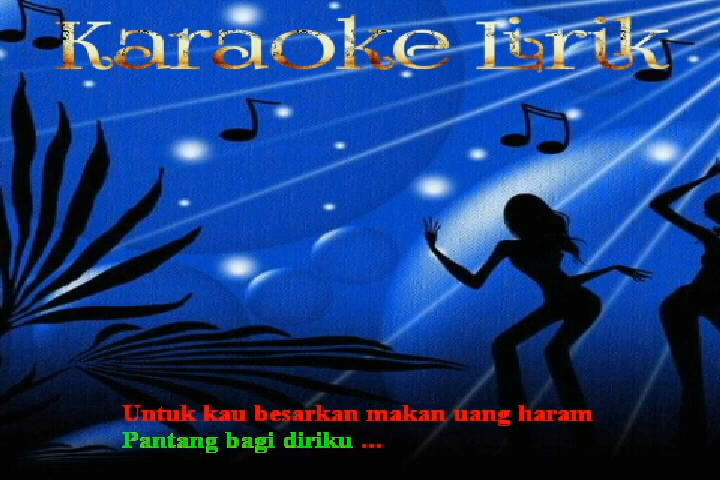 Karaoke Lirik
Untuk kau besarkan makan uang haram
Pantang bagi diriku ...